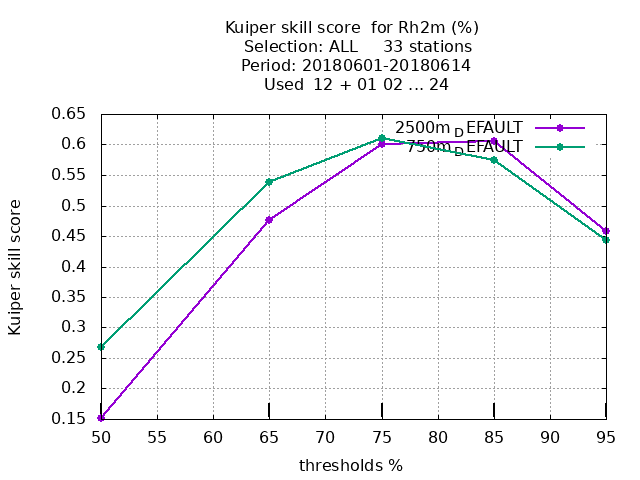 Kuiper skill score  for Rh2m (%)
Selection: ALL     33 stations
Period: 20180601-20180614
Used  12 + 01 02 ... 24
2500m_DEFAULT
750m_DEFAULT
0.65
0.6
0.55
0.5
0.45
0.4
0.35
0.3
0.25
0.2
0.15
Kuiper skill score
50 55 60 65 70 75 80 85 90 95
thresholds %